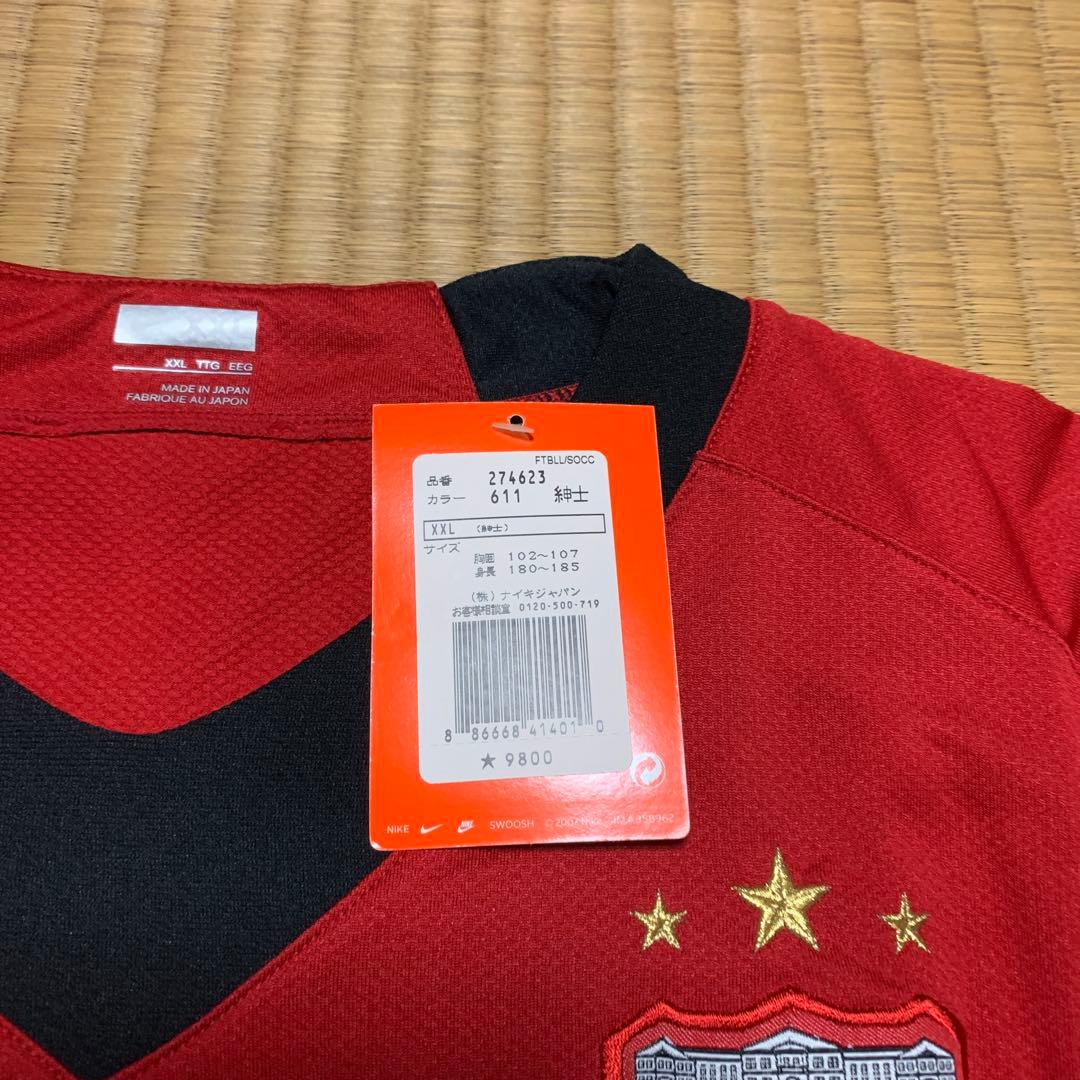 XXL TTG EEG
MADE IN JAPAN
FABRIQUE AU JAPON
FTBLL/SOCC
品番 274623
カラー 611 紳士
XXL (紳士)
サイズ
胸囲 102～107
身長 180～185
(株)ナイキジャパン
お客様相談室 0120-500-719
8 86668 41401 0
★9800
NIKE SWOOSH